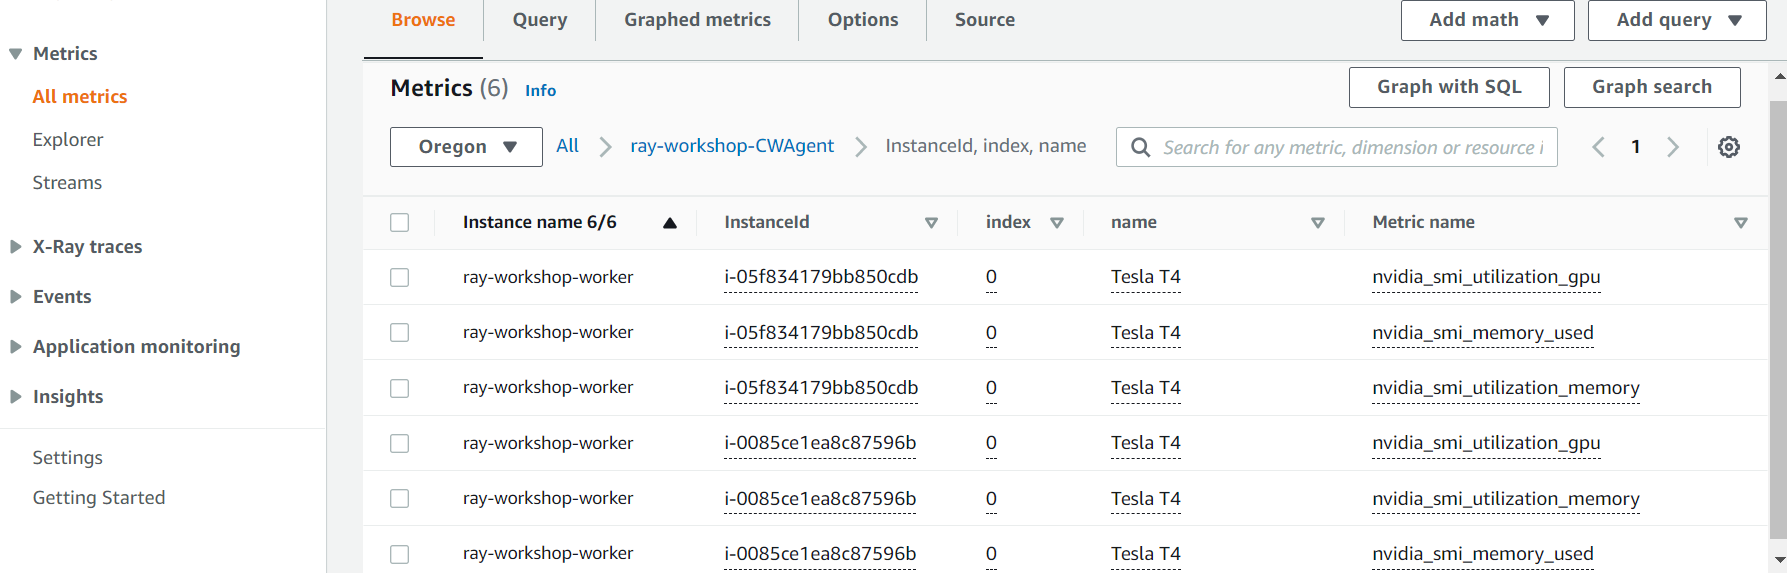 Browse Query Graphed metrics Options Source Add math Add query
Metrics
All metrics
Explorer
Streams
X-Ray traces
Events
Application monitoring
Insights
Settings
Getting Started
Metrics (6) Info Graph with SQL Graph search
Oregon All ray-workshop-CWAgent InstanceId, index, name Search for any metric, dimension or resource i 1
Instance name 6/6 InstanceId index name Metric name
ray-workshop-worker i-05f834179bb850cdb 0 Tesla T4 nvidia_smi_utilization_gpu
ray-workshop-worker i-05f834179bb850cdb 0 Tesla T4 nvidia_smi_memory_used
ray-workshop-worker i-05f834179bb850cdb 0 Tesla T4 nvidia_smi_utilization_memory
ray-workshop-worker i-0085ce1ea8c87596b 0 Tesla T4 nvidia_smi_utilization_gpu
ray-workshop-worker i-0085ce1ea8c87596b 0 Tesla T4 nvidia_smi_utilization_memory
ray-workshop-worker i-0085ce1ea8c87596b 0 Tesla T4 nvidia_smi_memory_used